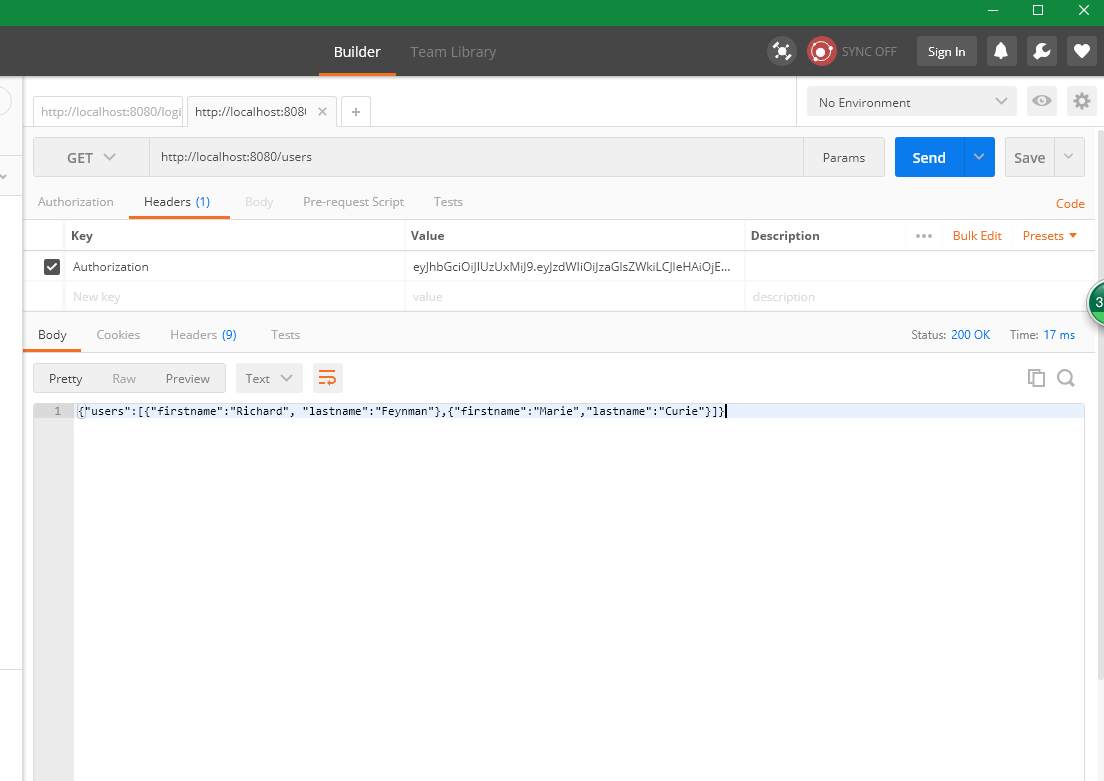 Builder
Team Library
SYNC OFF
Sign In
http://localhost:8080/logi
http://localhost:808
+
No Environment
GET
http://localhost:8080/users
Params
Send
Save
Authorization
Headers (1)
Body
Pre-request Script
Tests
Code
Key
Value
Description
•••
Bulk Edit
Presets
Authorization
New key
value
description
Body
Cookies
Headers (9)
Tests
Status: 200 OK
Time: 17 ms
Pretty
Raw
Preview
Text
1
{"users":[{"firstname":"Richard", "lastname":"Feynman"},{"firstname":"Marie","lastname":"Curie"}]}
3